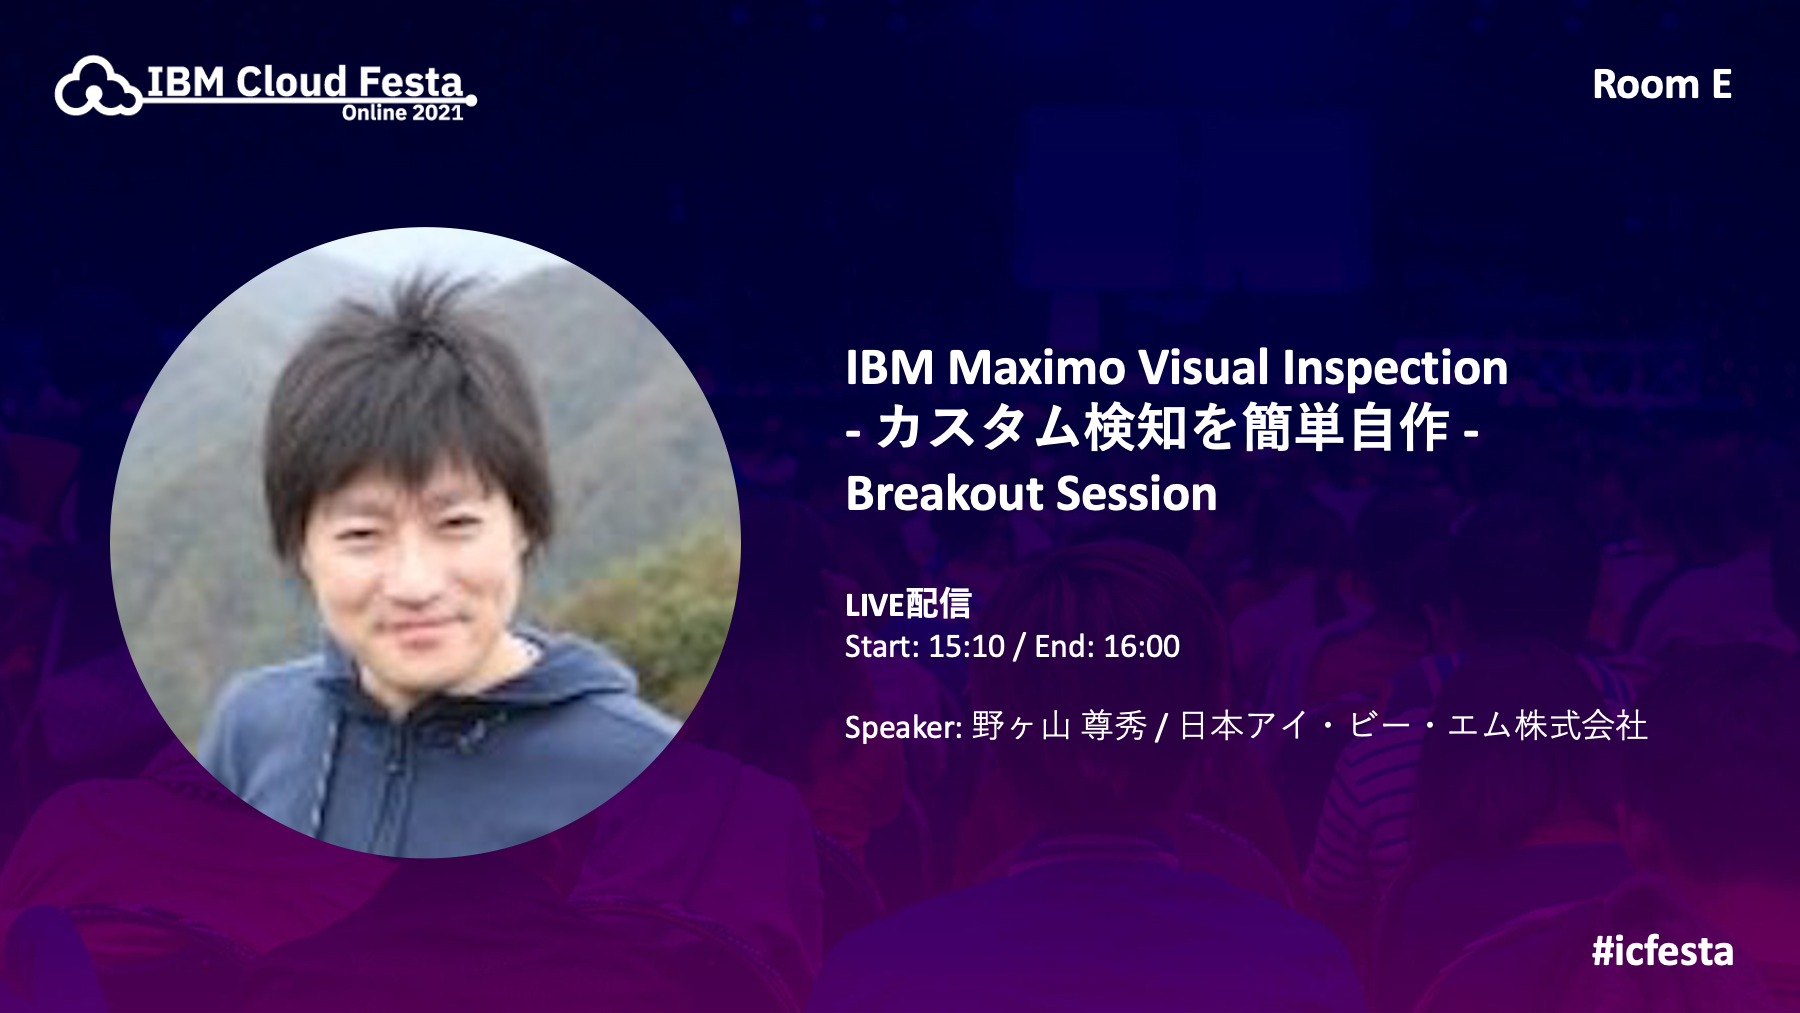 IBM Cloud Festa
Online 2021
Room E
IBM Maximo Visual Inspection
- カスタム検知を簡単自作 -
Breakout Session
LIVE配信
Start: 15:10 / End: 16:00
Speaker: 野ヶ山 尊秀 / 日本アイ・ビー・エム株式会社
#icfesta